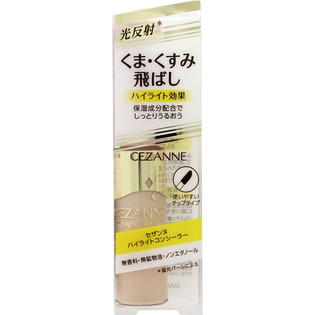 光反射*
くま・くすみ
飛ばし
ハイライト効果
保湿成分配合で
しっとりうるおう
CEZANNE
使いやすい
チップタイプ
CEZANNE
セザンヌ
ハイライトコンシーラー
無香料・無鉱物油・ノンエタノール
*偏光パールによる